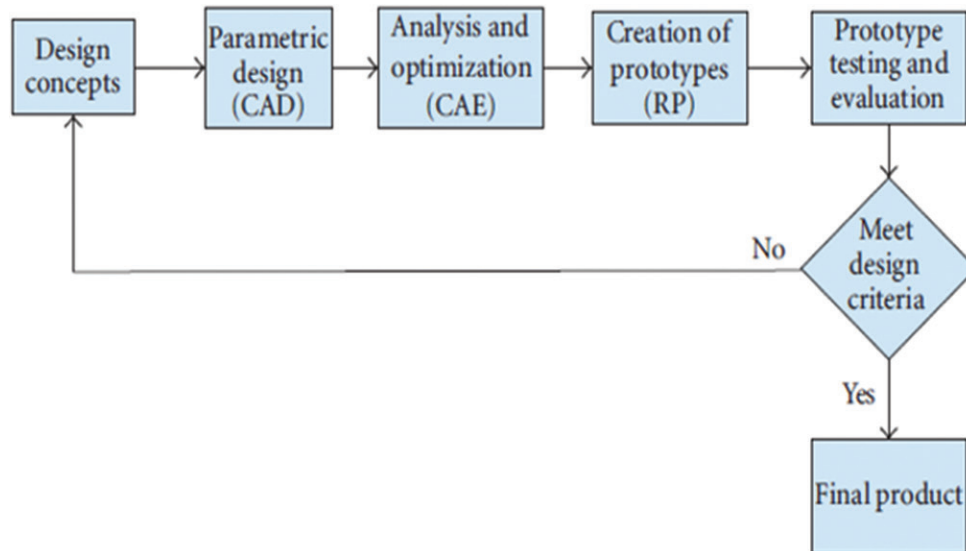 Design
concepts
Parametric
design
(CAD)
Analysis and
optimization
(CAE)
Creation of
prototypes
(RP)
Prototype
testing and
evaluation
Meet
design
criteria
No
Yes
Final product